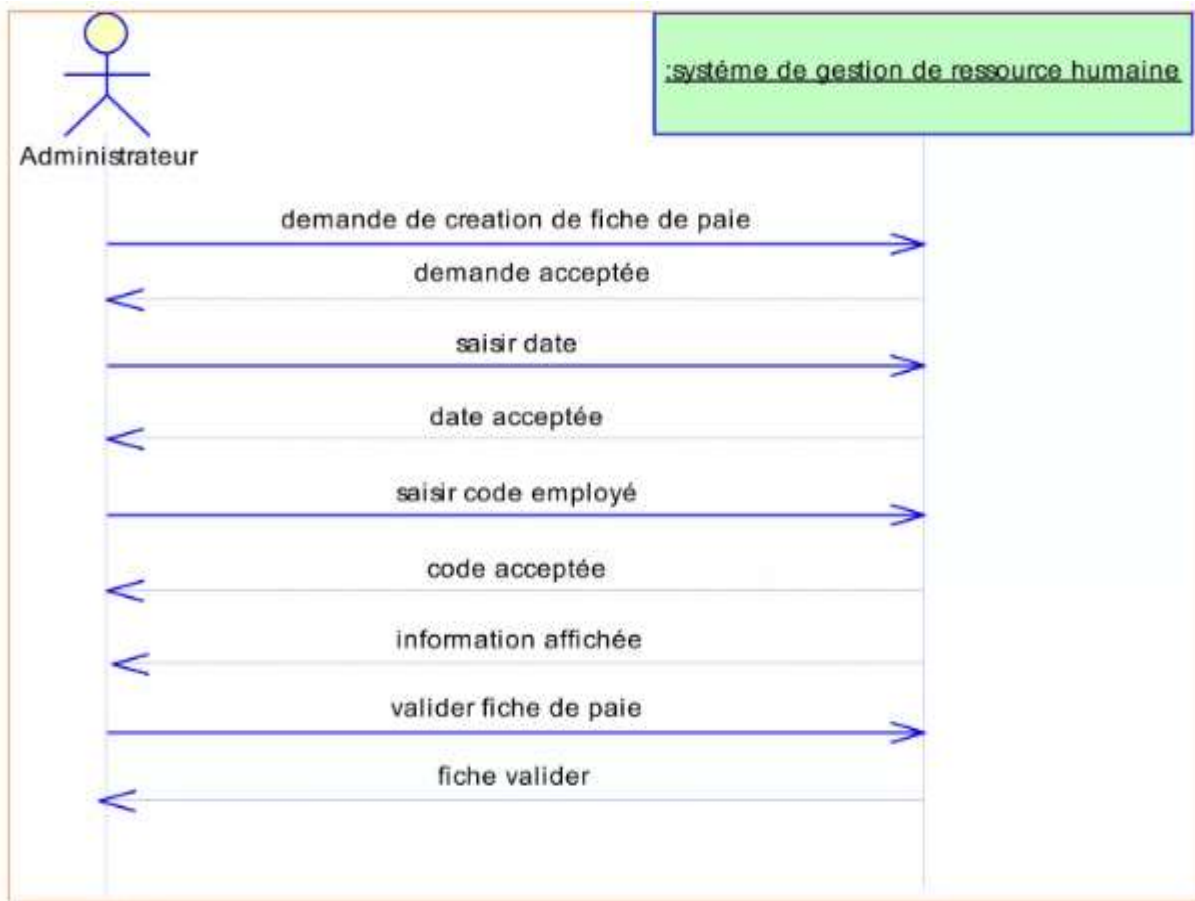 :systéme de gestion de ressource humaine
Administrateur
demande de creation de fiche de paie
demande acceptée
saisir date
date acceptée
saisir code employé
code acceptée
information affichée
valider fiche de paie
fiche valider